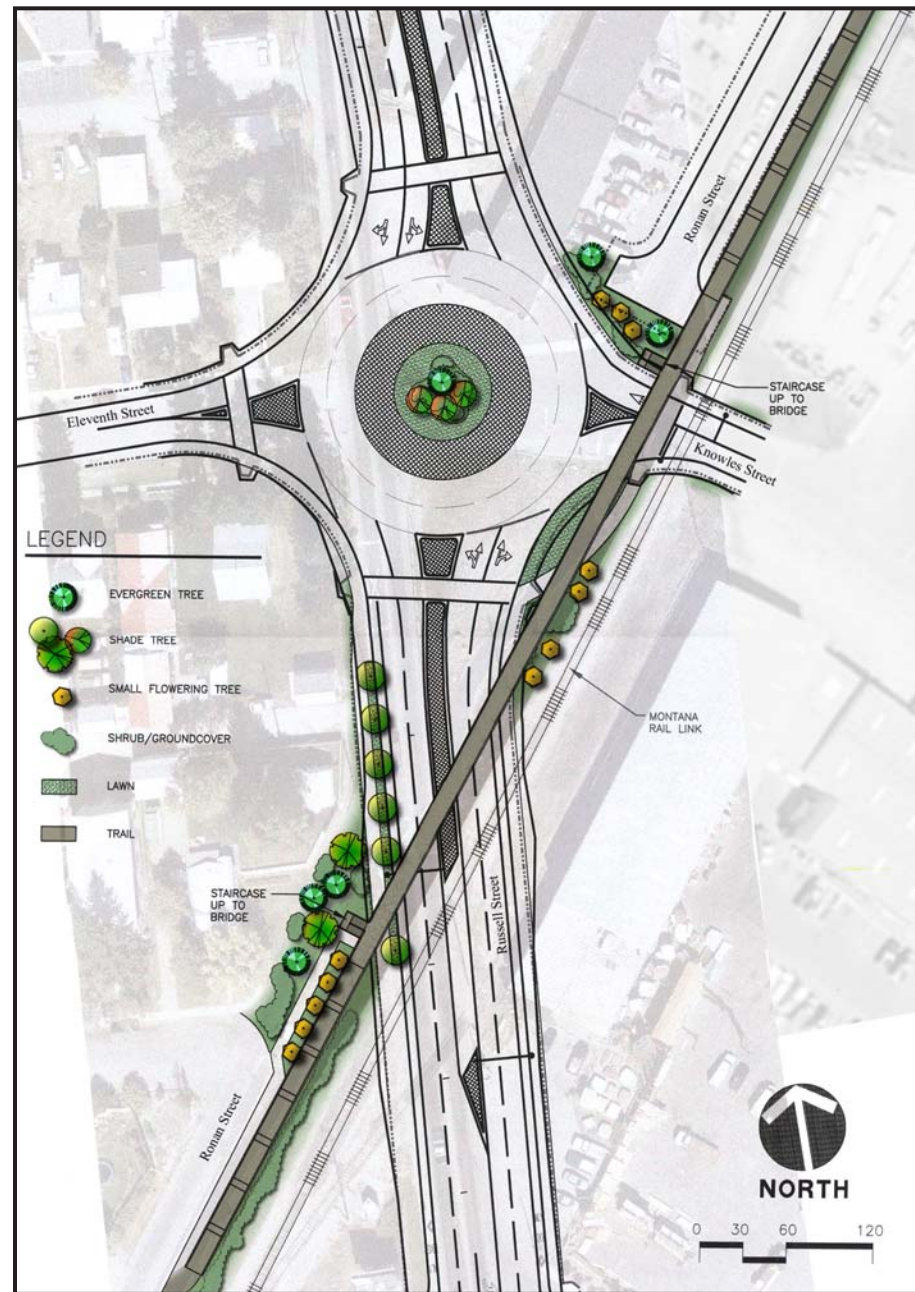 Ronan Street
STAIRCASE
UP TO
BRIDGE
Eleventh Street
Knowles Street
LEGEND
EVERGREEN TREE
SHADE TREE
SMALL FLOWERING TREE
SHRUB/GROUNDCOVER
LAWN
TRAIL
MONTANA
RAIL LINK
STAIRCASE
UP TO
BRIDGE
Russell Street
Ronan Street
NORTH
0 30 60 120